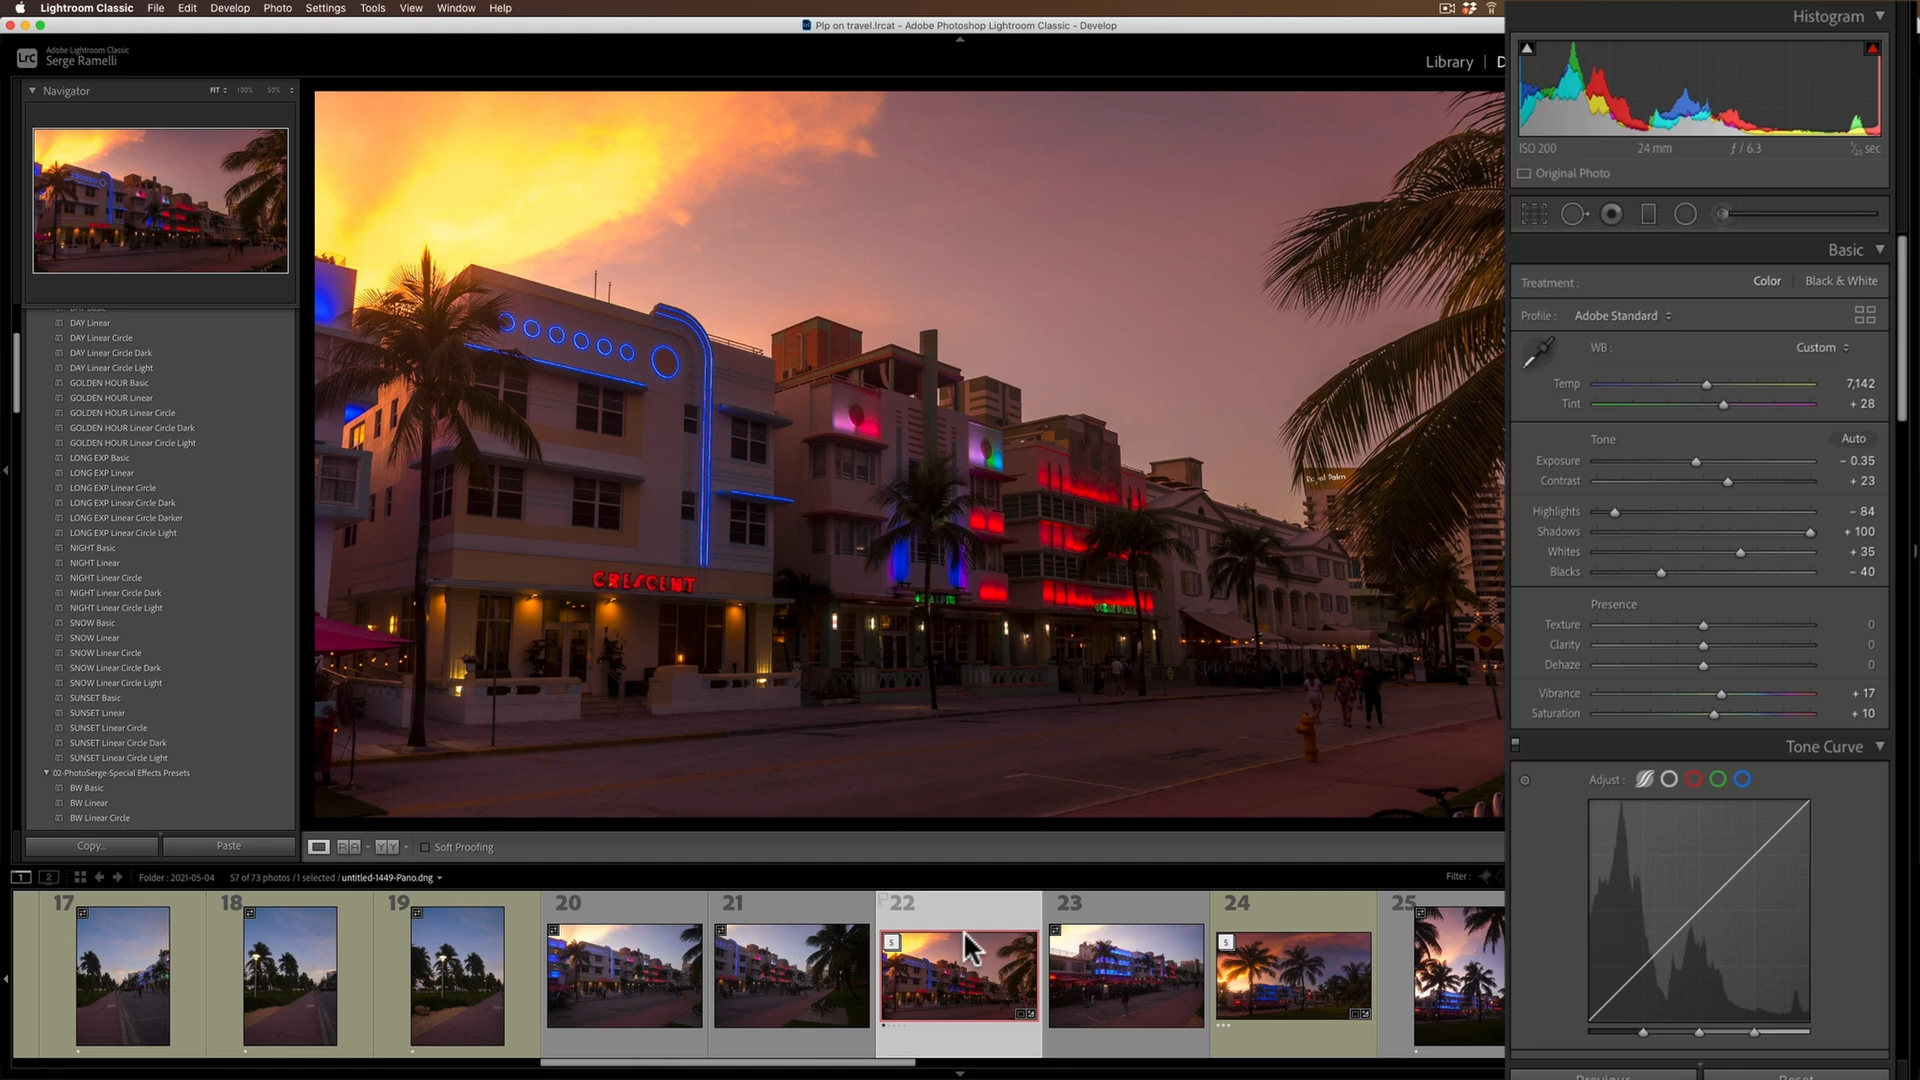 Lightroom Classic File Edit Develop Photo Settings Tools View Window Help
Plp on travel.lrcat - Adobe Photoshop Lightroom Classic - Develop
LrC
Adobe Lightroom Classic
Serge Ramelli
Library | D
Navigator FIT 100% 50%
DAY Linear
DAY Linear Circle
DAY Linear Circle Dark
DAY Linear Circle Light
GOLDEN HOUR Basic
GOLDEN HOUR Linear
GOLDEN HOUR Linear Circle
GOLDEN HOUR Linear Circle Dark
GOLDEN HOUR Linear Circle Light
LONG EXP Basic
LONG EXP Linear
LONG EXP Linear Circle
LONG EXP Linear Circle Dark
LONG EXP Linear Circle Darker
LONG EXP Linear Circle Light
NIGHT Basic
NIGHT Linear
NIGHT Linear Circle
NIGHT Linear Circle Dark
NIGHT Linear Circle Light
SNOW Basic
SNOW Linear
SNOW Linear Circle
SNOW Linear Circle Dark
SNOW Linear Circle Light
SUNSET Basic
SUNSET Linear
SUNSET Linear Circle
SUNSET Linear Circle Dark
SUNSET Linear Circle Light
02-PhotoSerge-Special Effects Presets
BW Basic
BW Linear
BW Linear Circle
Copy... Paste
CRESCENT
Palm
Soft Proofing
Histogram
ISO 200 24 mm ƒ / 6.3 1/25 sec
Original Photo
Basic
Treatment : Color | Black & White
Profile : Adobe Standard
WB : Custom
Temp 7,142
Tint + 28
Tone Auto
Exposure - 0.35
Contrast + 23
Highlights - 84
Shadows + 100
Whites + 35
Blacks - 40
Presence
Texture 0
Clarity 0
Dehaze 0
Vibrance + 17
Saturation + 10
Tone Curve
Adjust :
Previous Reset
1 2 Folder : 2021-05-04 57 of 73 photos / 1 selected / untitled-1449-Pano.dng Filter :
17 18 19 20 21 22 23 24 25
5 5